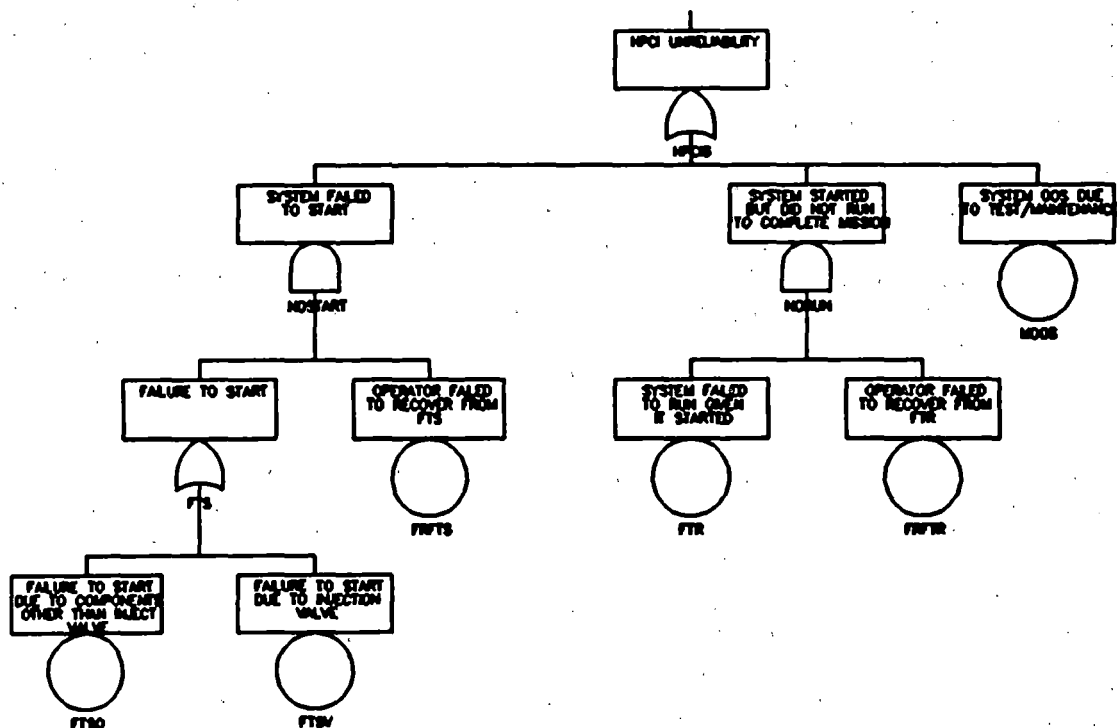 HPCI UNRELIABILITY
HPCIS
SYSTEM FAILED
TO START
SYSTEM STARTED
BUT DID NOT RUN
TO COMPLETE MISSION
SYSTEM OOS DUE
TO TEST/MAINTENANCE
NOSTART
NORUN
MOOS
FAILURE TO START
OPERATOR FAILED
TO RECOVER FROM
FTS
SYSTEM FAILED
TO RUN GIVEN
IT STARTED
OPERATOR FAILED
TO RECOVER FROM
FTR
FTS
FRFTS
FTR
FRFTR
FAILURE TO START
DUE TO COMPONENTS
OTHER THAN INJECT
VALVE
FAILURE TO START
DUE TO INJECTION
VALVE
FTSO
FTSV